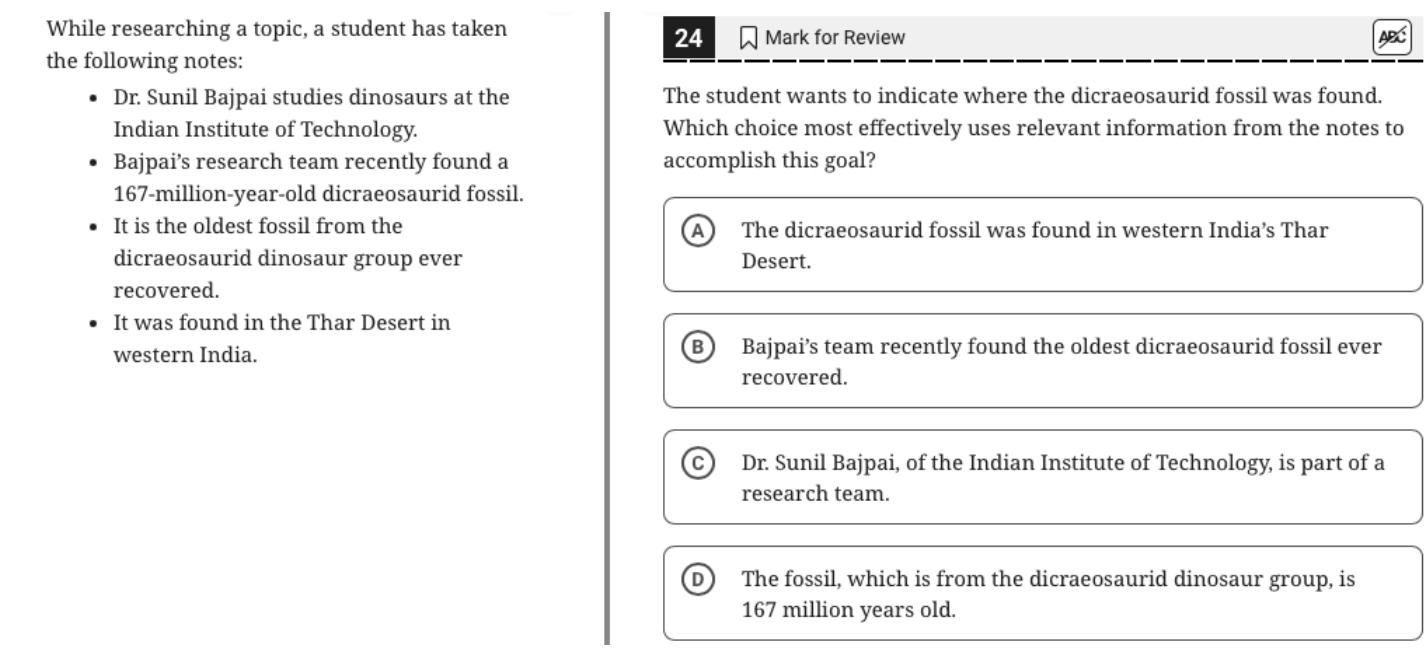 While researching a topic, a student has taken
the following notes:
• Dr. Sunil Bajpai studies dinosaurs at the
Indian Institute of Technology.
• Bajpai’s research team recently found a
167-million-year-old dicraeosaurid fossil.
• It is the oldest fossil from the
dicraeosaurid dinosaur group ever
recovered.
• It was found in the Thar Desert in
western India.
24 Mark for Review ABC
The student wants to indicate where the dicraeosaurid fossil was found.
Which choice most effectively uses relevant information from the notes to
accomplish this goal?
A The dicraeosaurid fossil was found in western India’s Thar
Desert.
B Bajpai’s team recently found the oldest dicraeosaurid fossil ever
recovered.
C Dr. Sunil Bajpai, of the Indian Institute of Technology, is part of a
research team.
D The fossil, which is from the dicraeosaurid dinosaur group, is
167 million years old.